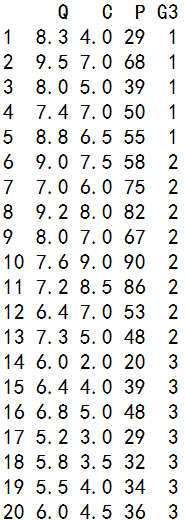 Q C P G3
1 8.3 4.0 29 1
2 9.5 7.0 68 1
3 8.0 5.0 39 1
4 7.4 7.0 50 1
5 8.8 6.5 55 1
6 9.0 7.5 58 2
7 7.0 6.0 75 2
8 9.2 8.0 82 2
9 8.0 7.0 67 2
10 7.6 9.0 90 2
11 7.2 8.5 86 2
12 6.4 7.0 53 2
13 7.3 5.0 48 2
14 6.0 2.0 20 3
15 6.4 4.0 39 3
16 6.8 5.0 48 3
17 5.2 3.0 29 3
18 5.8 3.5 32 3
19 5.5 4.0 34 3
20 6.0 4.5 36 3